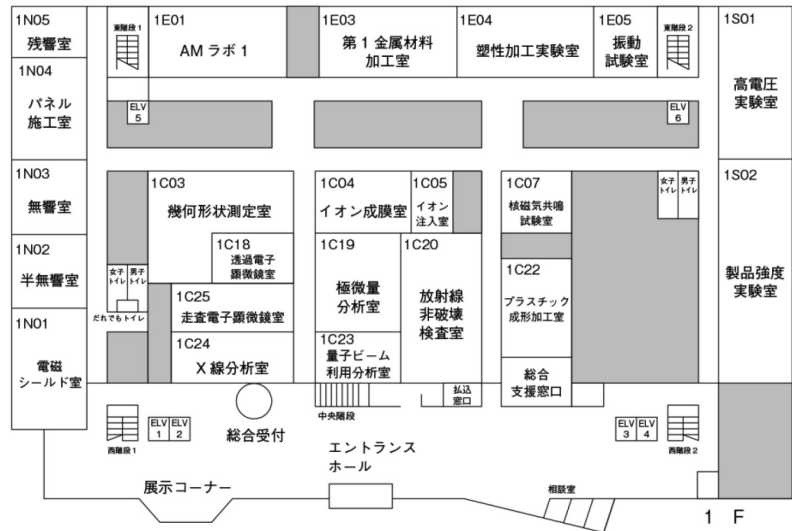 1N05
残響室
1N04
パネル
施工室
1N03
無響室
1N02
半無響室
1N01
電磁
シールド室
東階段1
1E01
AMラボ1
1E03
第1金属材料
加工室
1E04
塑性加工実験室
1E05
振動
試験室
東階段2
1S01
高電圧
実験室
1S02
製品強度
実験室
ELV
5
ELV
6
1C03
幾何形状測定室
1C18
透過電子
顕微鏡室
1C25
走査電子顕微鏡室
1C24
X線分析室
女子
トイレ
男子
トイレ
だれでもトイレ
1C04
イオン成膜室
1C05
イオン
注入室
1C19
極微量
分析室
1C20
放射線
非破壊
検査室
1C23
量子ビーム
利用分析室
1C07
核磁気共鳴
試験室
1C22
プラスチック
成形加工室
総合
支援窓口
女子
トイレ
男子
トイレ
払込
窓口
中央階段
西階段1
ELV
1
ELV
2
総合受付
エントランス
ホール
展示コーナー
ELV
3
ELV
4
西階段2
相談室
1 F